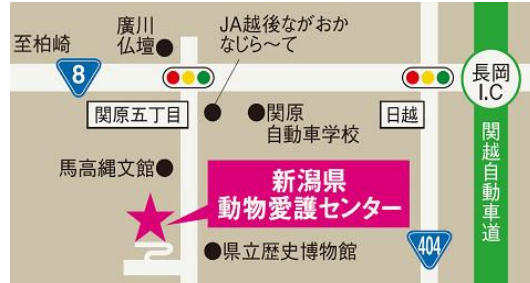 至柏崎
8
廣川
仏壇
JA越後ながおか
なじら〜て
長岡
I.C
関原五丁目
関原
自動車学校
日越
関越自動車道
馬高縄文館
新潟県
動物愛護センター
県立歴史博物館
404